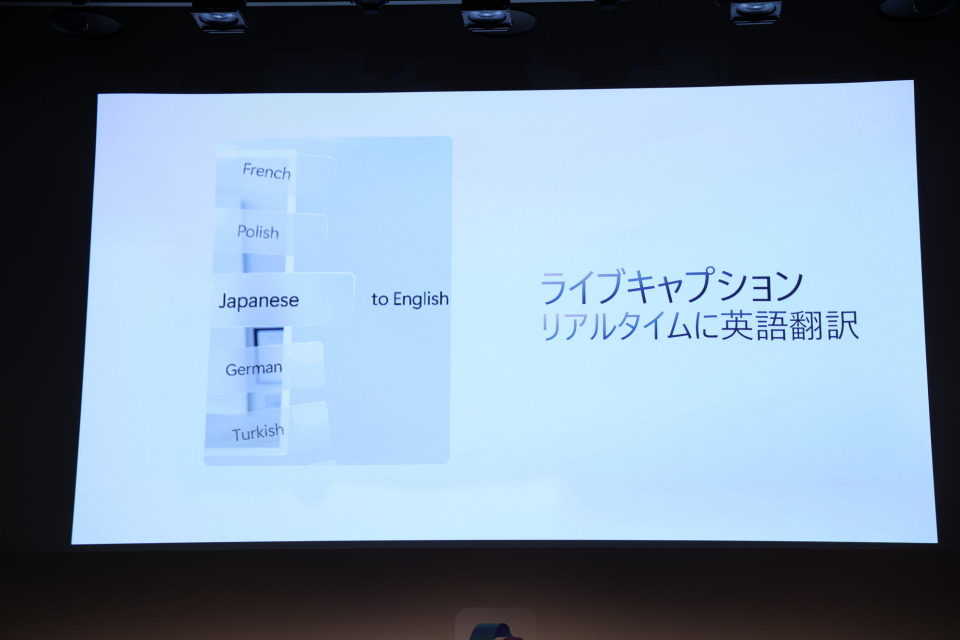 French
Polish
Japanese to English
German
Turkish
ライブキャプション
リアルタイムに英語翻訳